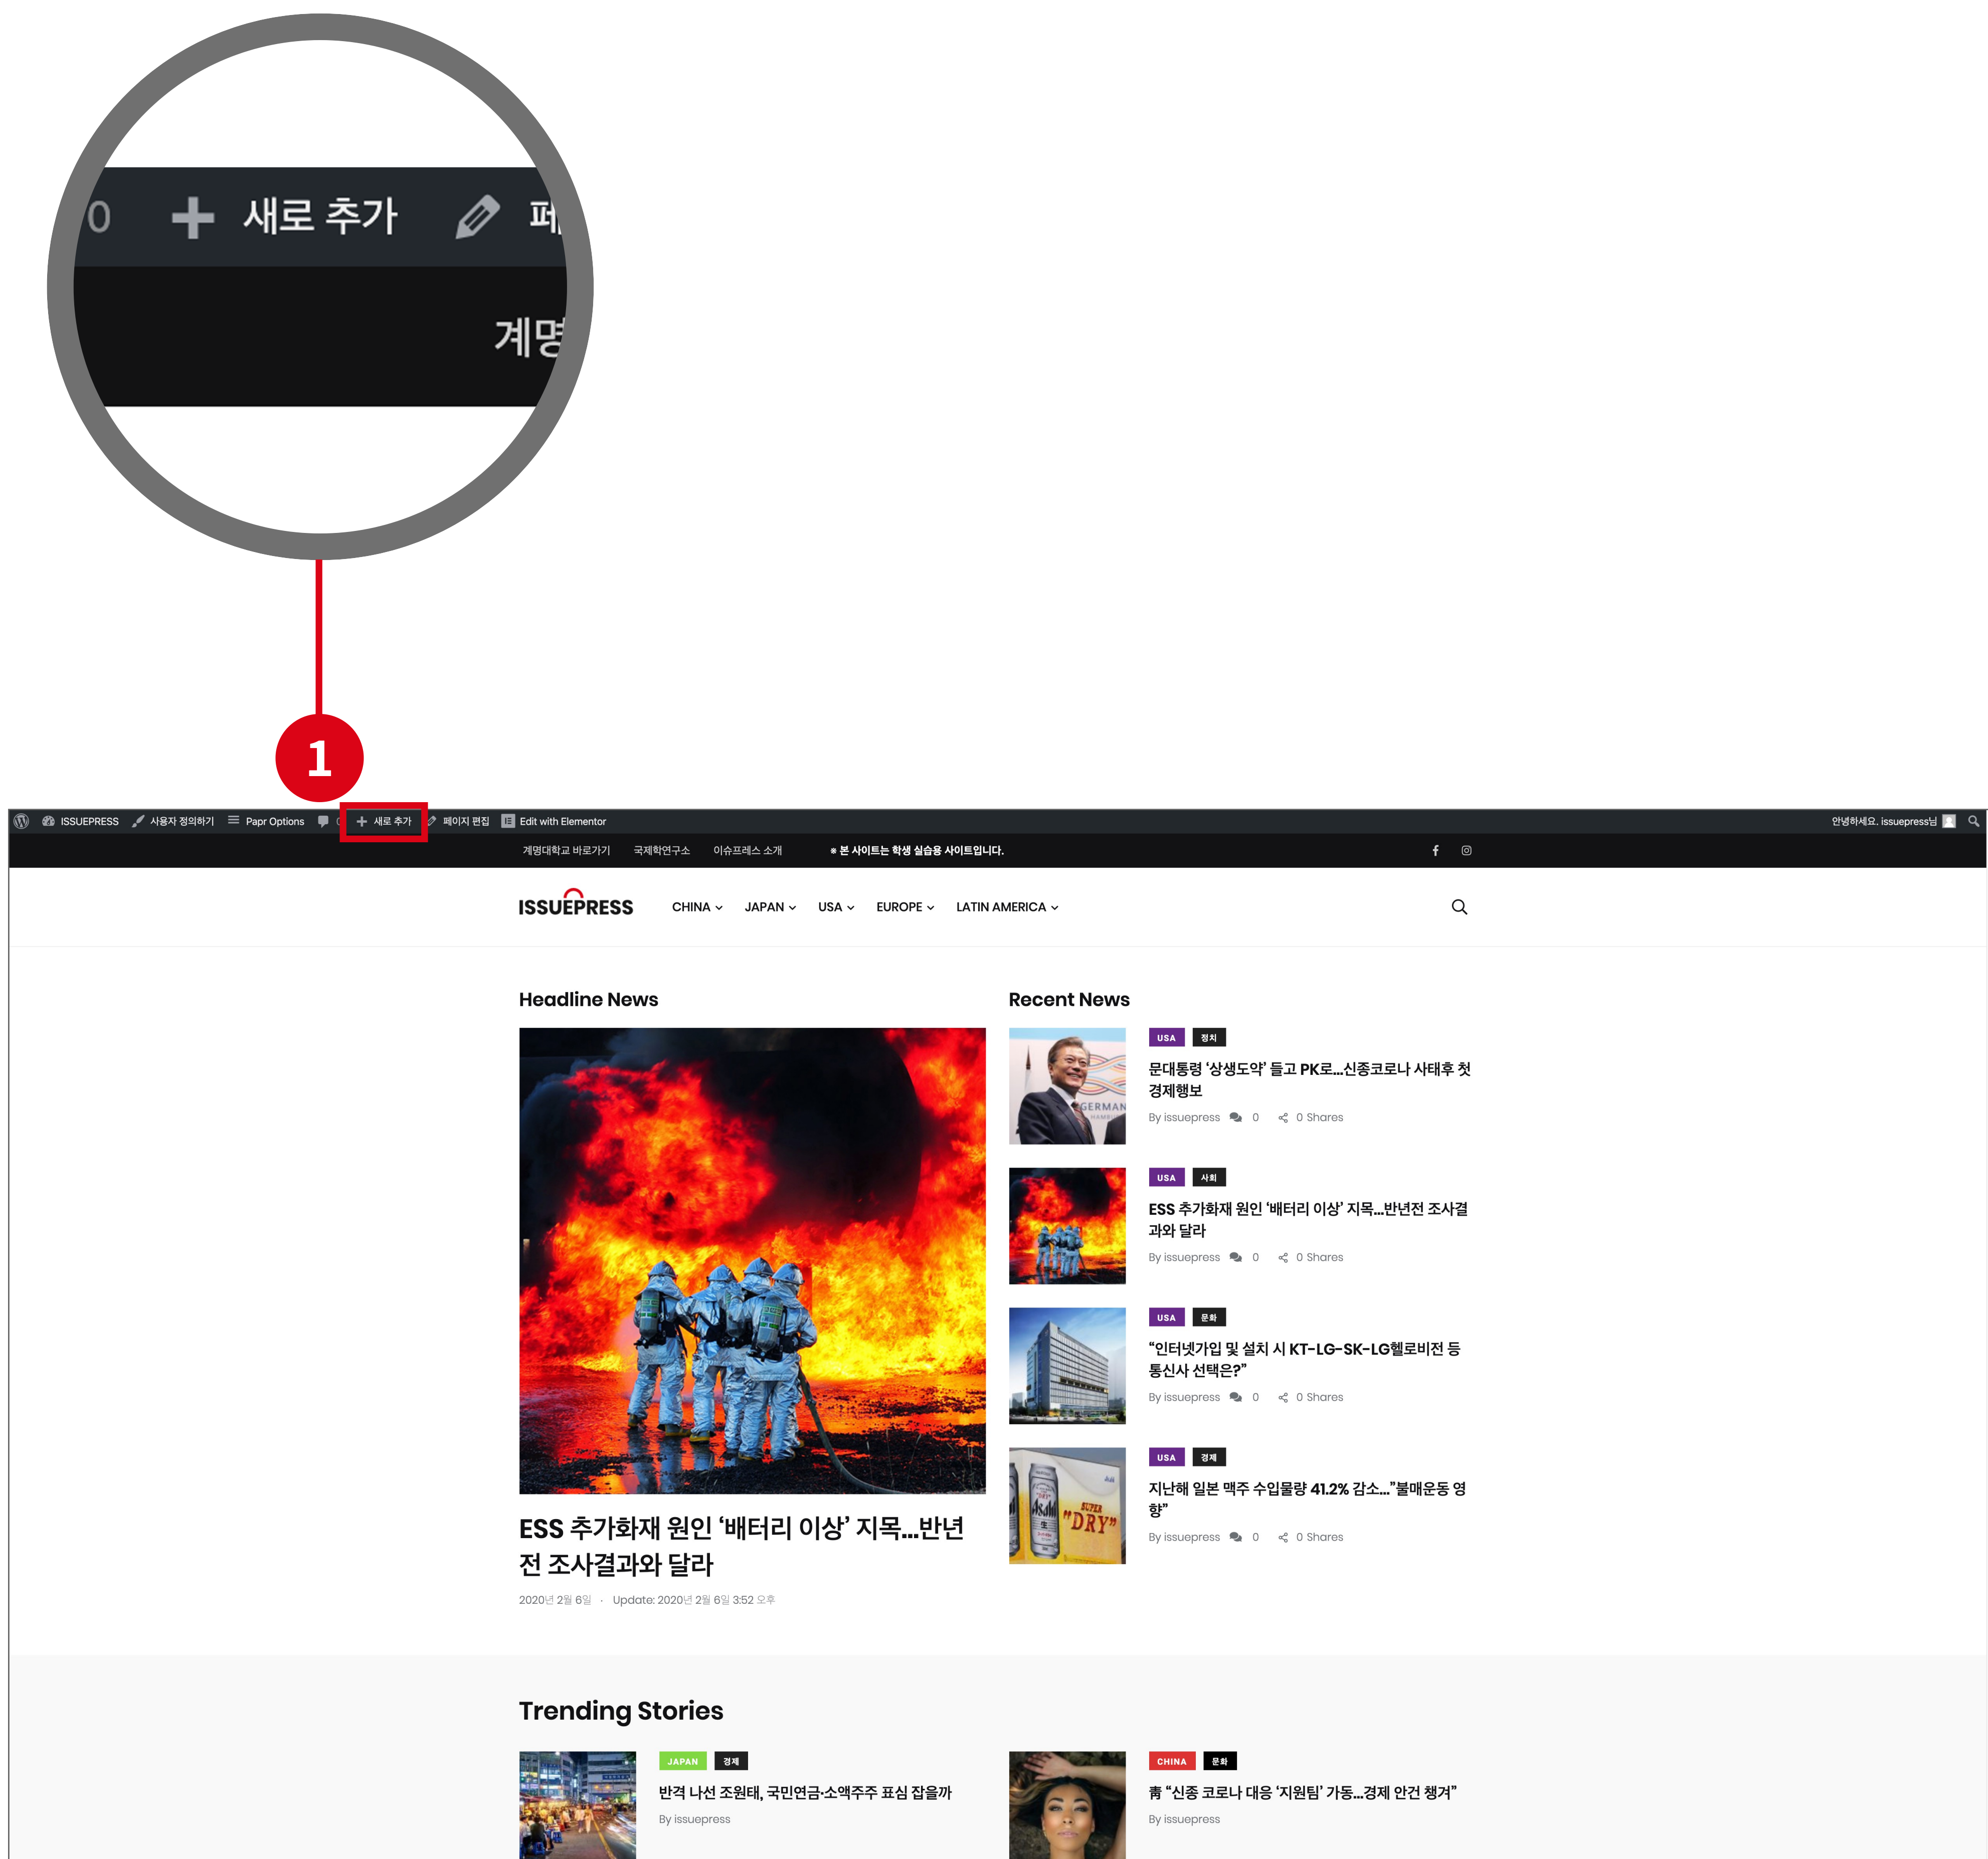 0 + 새로 추가
계명
1
ISSUEPRESS 사용자 정의하기 Papr Options 새로 추가 페이지 편집 Edit with Elementor 안녕하세요. issuepress님
계명대학교 바로가기 국제학연구소 이슈프레스 소개 ※ 본 사이트는 학생 실습용 사이트입니다.
ISSUEPRESS CHINA JAPAN USA EUROPE LATIN AMERICA
Headline News
ESS 추가화재 원인 ‘배터리 이상’ 지목…반년
전 조사결과와 달라
2020년 2월 6일 · Update: 2020년 2월 6일 3:52 오후
Recent News
GERMAN
HAMBU
USA 정치
문대통령 ‘상생도약’ 들고 PK로…신종코로나 사태후 첫
경제행보
By issuepress 0 0 Shares
USA 사회
ESS 추가화재 원인 ‘배터리 이상’ 지목…반년전 조사결
과와 달라
By issuepress 0 0 Shares
USA 문화
“인터넷가입 및 설치 시 KT-LG-SK-LG헬로비전 등
통신사 선택은?”
By issuepress 0 0 Shares
Asahi
生
SUPER
"DRY"
USA 경제
지난해 일본 맥주 수입물량 41.2% 감소…”불매운동 영
향”
By issuepress 0 0 Shares
Trending Stories
JAPAN 경제
반격 나선 조원태, 국민연금·소액주주 표심 잡을까
By issuepress
CHINA 문화
靑 “신종 코로나 대응 ‘지원팀’ 가동…경제 안건 챙겨”
By issuepress